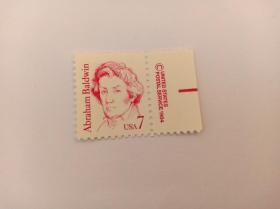 Abraham Baldwin
USA 7
© UNITED STATES
POSTAL SERVICE 1984